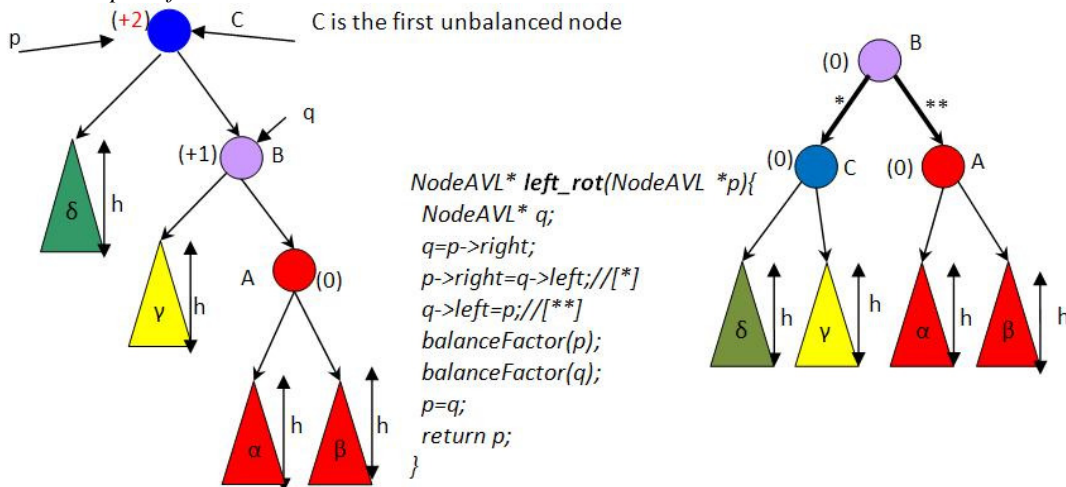 p
(+2)
C
C is the first unbalanced node
q
(+1)
B
δ
h
γ
h
A
(0)
α
h
β
h
NodeAVL* left_rot(NodeAVL *p){
NodeAVL* q;
q=p->right;
p->right=q->left;//[*]
q->left=p;//[**]
balanceFactor(p);
balanceFactor(q);
p=q;
return p;
}
B
(0)
*
**
(0)
C
(0)
A
δ
h
γ
h
α
h
β
h